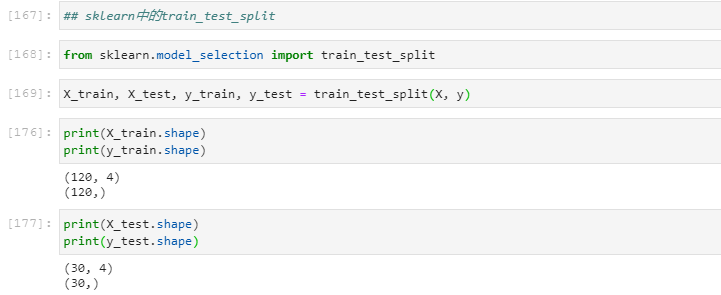 [167]: ## sklearn中的train_test_split
[168]: from sklearn.model_selection import train_test_split
[169]: X_train, X_test, y_train, y_test = train_test_split(X, y)
[176]: print(X_train.shape)
print(y_train.shape)
(120, 4)
(120,)
[177]: print(X_test.shape)
print(y_test.shape)
(30, 4)
(30,)